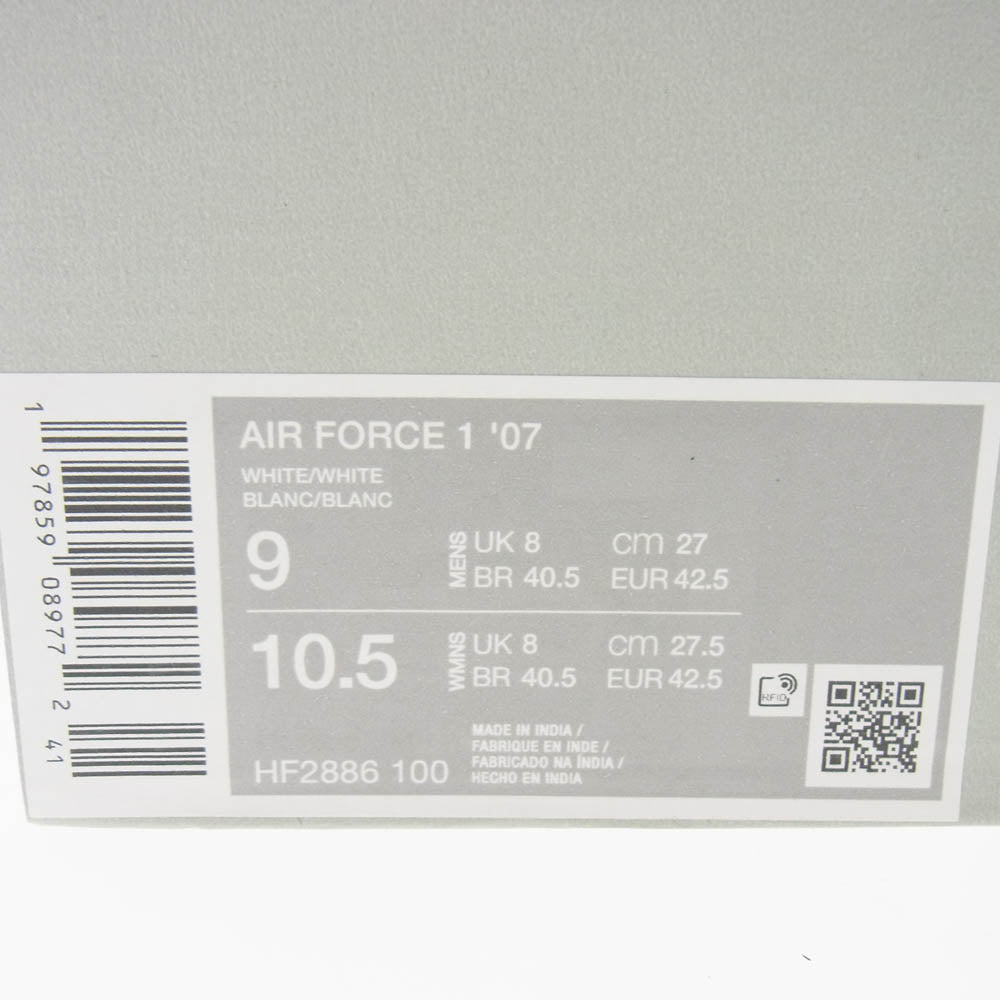 AIR FORCE 1 '07
WHITE/WHITE
BLANC/BLANC
9 MENS UK 8 cm 27
BR 40.5 EUR 42.5
10.5 WMNS UK 8 cm 27.5
BR 40.5 EUR 42.5
HF2886 100
MADE IN INDIA /
FABRIQUE EN INDE /
FABRICADO NA ÍNDIA /
HECHO EN INDIA
RFID
1 97859 08977 2 41